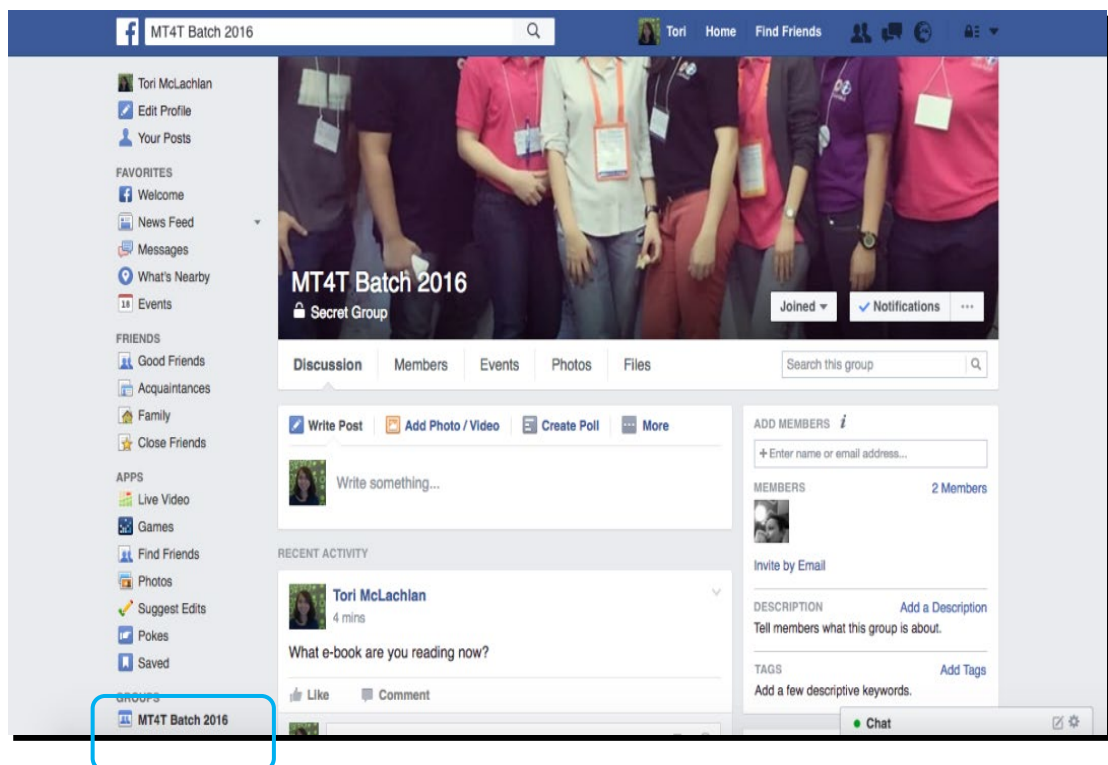 f MT4T Batch 2016 Tori Home Find Friends
Tori McLachlan
Edit Profile
Your Posts
FAVORITES
Welcome
News Feed
Messages
What's Nearby
18 Events
FRIENDS
Good Friends
Acquaintances
Family
Close Friends
APPS
Live Video
Games
Find Friends
Photos
Suggest Edits
Pokes
Saved
GROUPS
MT4T Batch 2016
MT4T Batch 2016
Secret Group
Joined Notifications ...
Discussion Members Events Photos Files Search this group
Write Post Add Photo / Video Create Poll More
Write something...
RECENT ACTIVITY
Tori McLachlan
4 mins
What e-book are you reading now?
Like Comment
ADD MEMBERS i
+ Enter name or email address...
MEMBERS 2 Members
Invite by Email
DESCRIPTION Add a Description
Tell members what this group is about.
TAGS Add Tags
Add a few descriptive keywords.
Chat